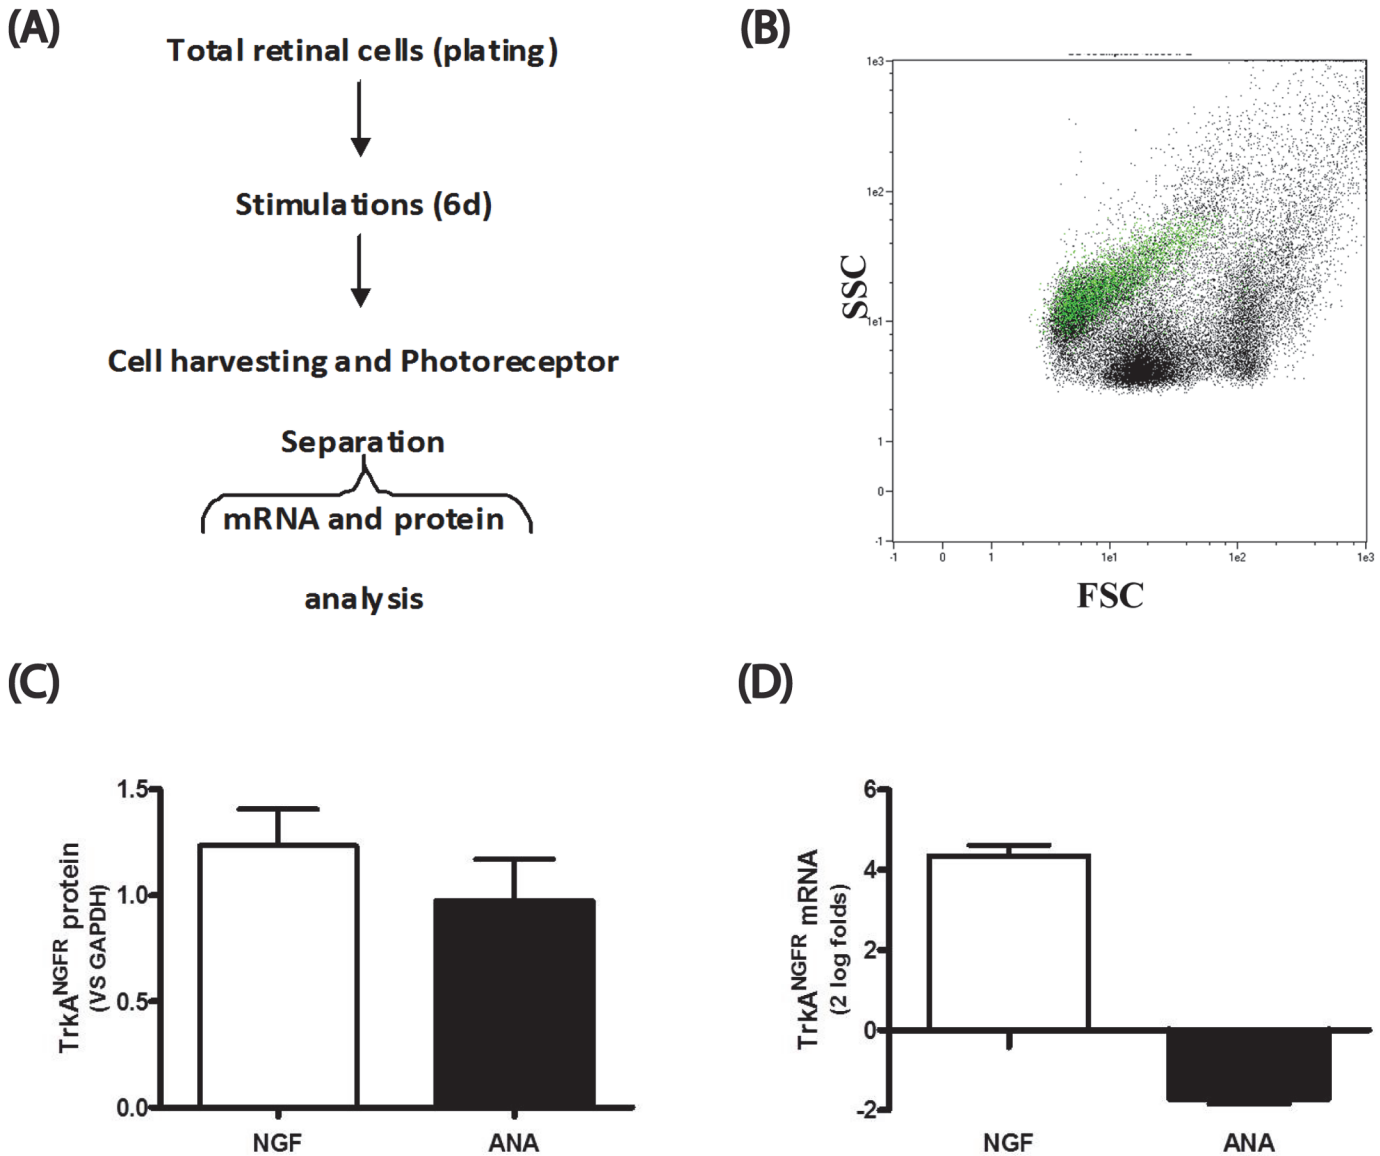 (A)
Total retinal cells (plating)
Stimulations (6d)
Cell harvesting and Photoreceptor
Separation
mRNA and protein
analysis
(B)
1e3
1e2
1e1
1
0
-1
SSC
-1 0 1 1e1 1e2 1e3
FSC
(C)
TrkA^NGFR protein
(VS GAPDH)
1.5
1.0
0.5
0.0
NGF ANA
(D)
TrkA^NGFR mRNA
(2 log folds)
6
4
2
0
-2
NGF ANA